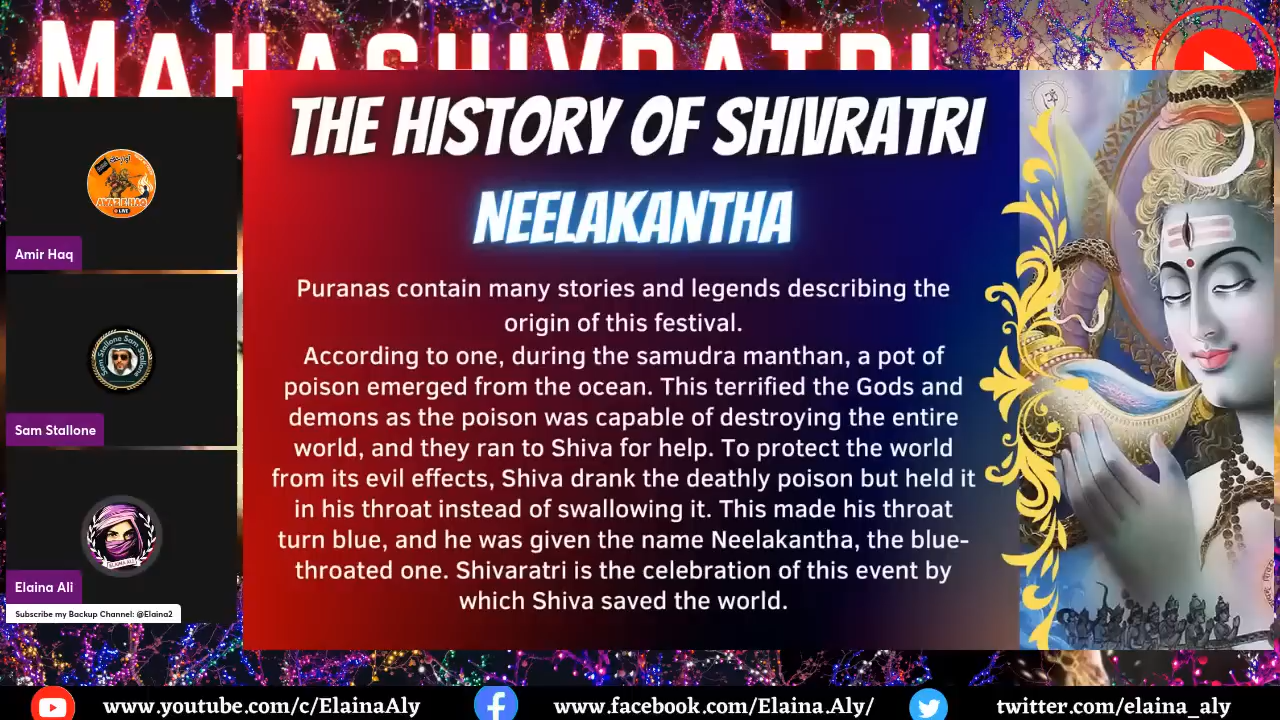 MAHASHIVRATRI
THE HISTORY OF SHIVRATRI
NEELAKANTHA
Puranas contain many stories and legends describing the
origin of this festival.
According to one, during the samudra manthan, a pot of
poison emerged from the ocean. This terrified the Gods and
demons as the poison was capable of destroying the entire
world, and they ran to Shiva for help. To protect the world
from its evil effects, Shiva drank the deathly poison but held it
in his throat instead of swallowing it. This made his throat
turn blue, and he was given the name Neelakantha, the blue-
throated one. Shivaratri is the celebration of this event by
which Shiva saved the world.
Amir Haq
Sam Stallone
Elaina Ali
Subscribe my Backup Channel: @Elaina2
www.youtube.com/c/ElainaAly
www.facebook.com/Elaina.Aly/
twitter.com/elaina_aly